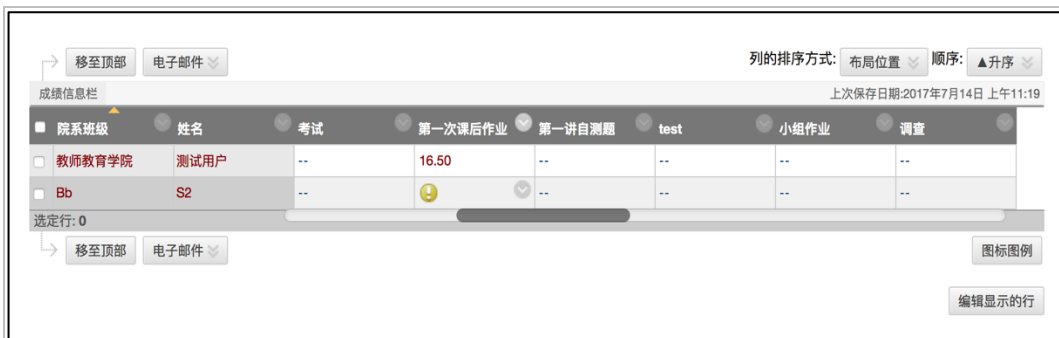 移至顶部 电子邮件 列的排序方式: 布局位置 顺序: ▲升序
成绩信息栏 上次保存日期:2017年7月14日 上午11:19
院系班级 姓名 考试 第一次课后作业 第一讲自测题 test 小组作业 调查
教师教育学院 测试用户 -- 16.50 -- -- -- --
Bb S2 -- -- -- -- --
选定行: 0
移至顶部 电子邮件 图标图例
编辑显示的行